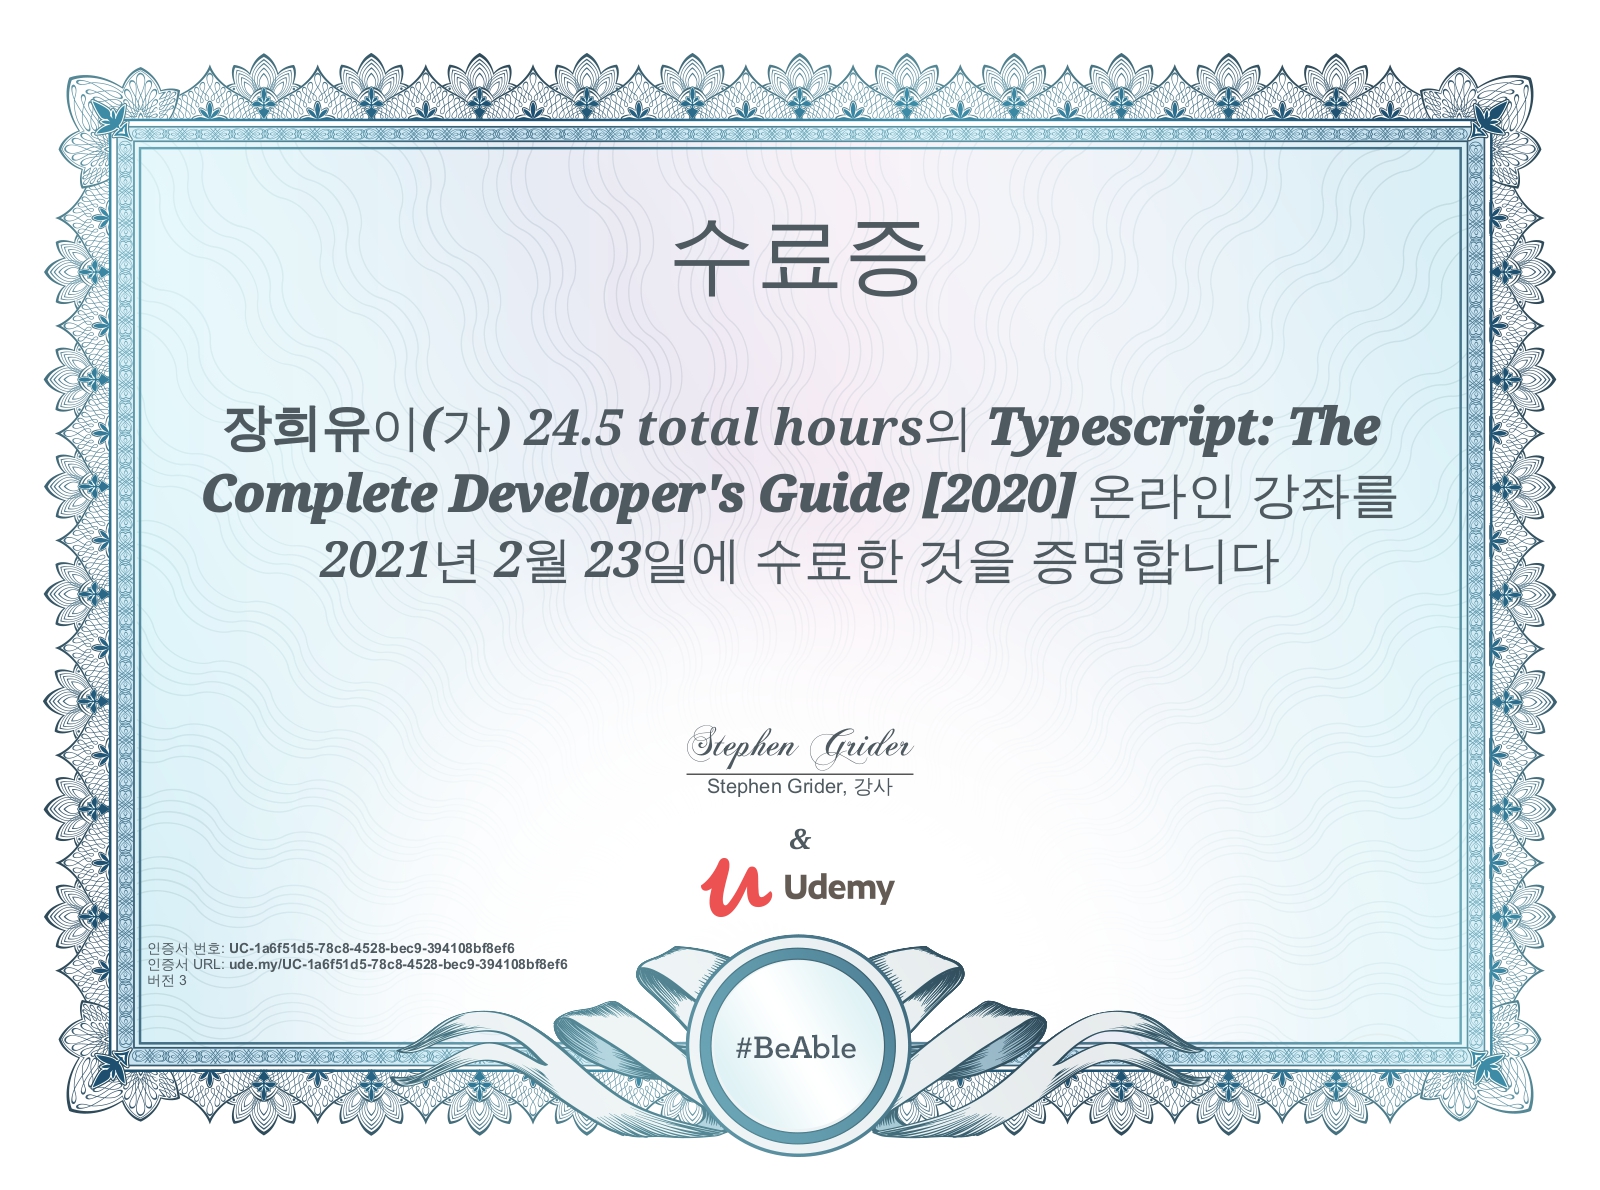 수료증
장희유이(가) 24.5 total hours의 Typescript: The
Complete Developer's Guide [2020] 온라인 강좌를
2021년 2월 23일에 수료한 것을 증명합니다
Stephen Grider
Stephen Grider, 강사
&
Udemy
인증서 번호: UC-1a6f51d5-78c8-4528-bec9-394108bf8ef6
인증서 URL: ude.my/UC-1a6f51d5-78c8-4528-bec9-394108bf8ef6
버전 3
#BeAble